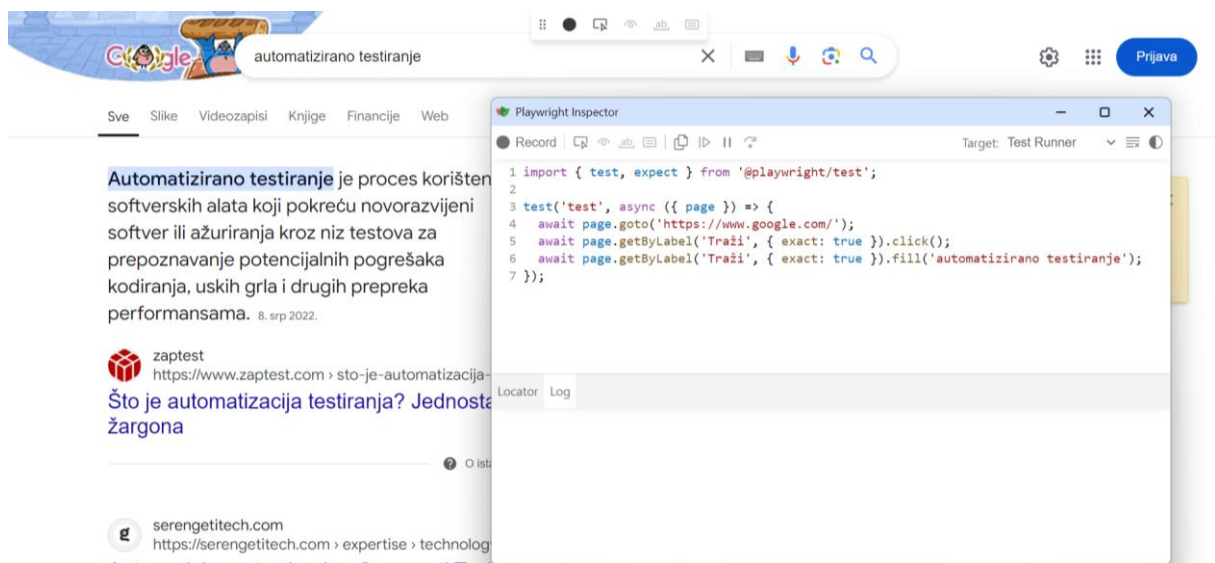 ab
Google
automatizirano testiranje
Prijava
Sve Slike Videozapisi Knjige Financije Web
Automatizirano testiranje je proces korišten
softverskih alata koji pokreću novorazvijeni
softver ili ažuriranja kroz niz testova za
prepoznavanje potencijalnih pogrešaka
kodiranja, uskih grla i drugih prepreka
performansama. 8. srp 2022.
zaptest
https://www.zaptest.com › sto-je-automatizacija-
Što je automatizacija testiranja? Jednosta
žargona
O ista
serengetitech.com
https://serengetitech.com › expertise › technolog
Playwright Inspector
Record ab Target: Test Runner
1 import { test, expect } from '@playwright/test';
2
3 test('test', async ({ page }) => {
4 await page.goto('https://www.google.com/');
5 await page.getByLabel('Traži', { exact: true }).click();
6 await page.getByLabel('Traži', { exact: true }).fill('automatizirano testiranje');
7 });
Locator Log